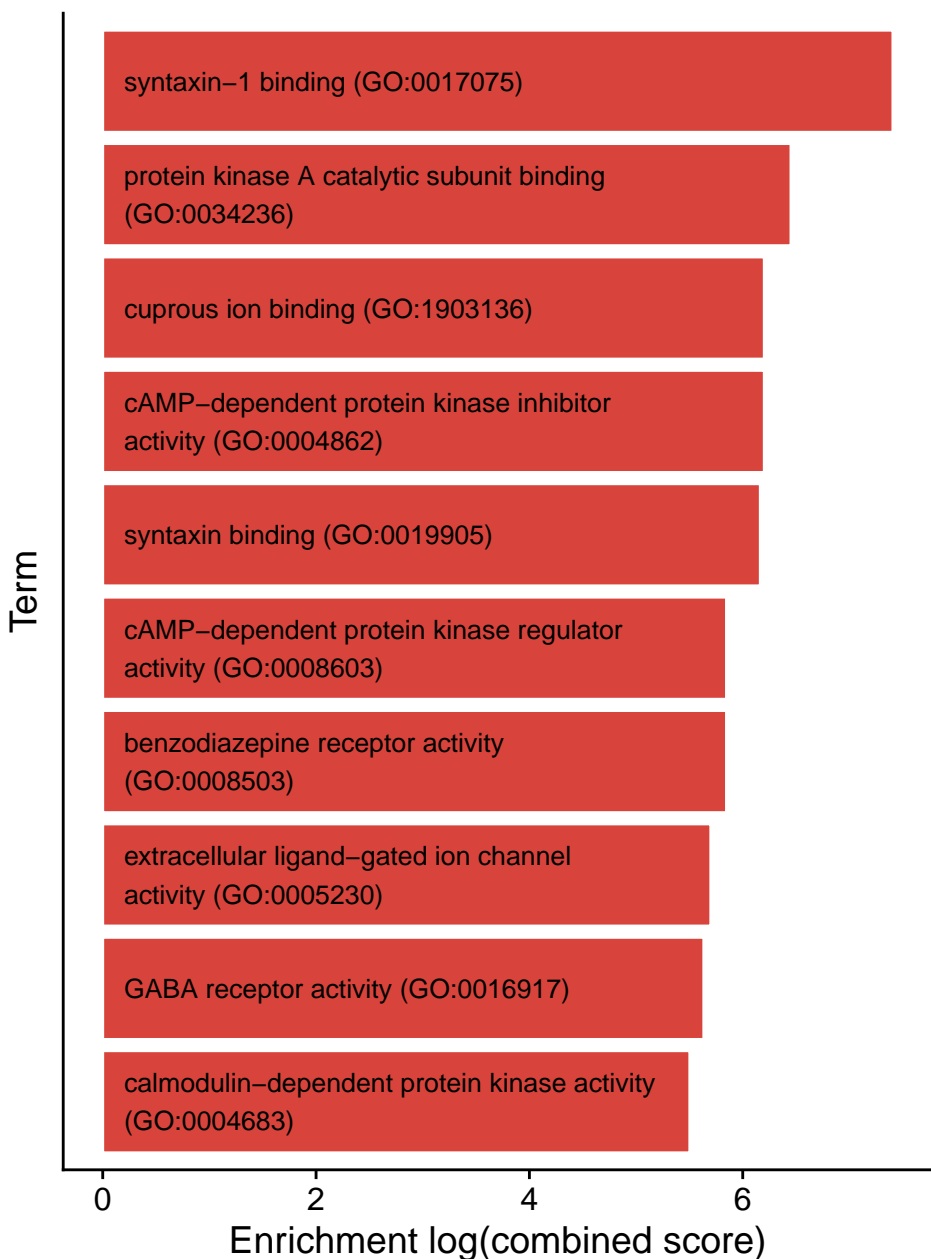 syntaxin−1 binding (GO:0017075)
protein kinase A catalytic subunit binding
(GO:0034236)
cuprous ion binding (GO:1903136)
cAMP−dependent protein kinase inhibitor
activity (GO:0004862)
syntaxin binding (GO:0019905)
cAMP−dependent protein kinase regulator
activity (GO:0008603)
benzodiazepine receptor activity
(GO:0008503)
extracellular ligand−gated ion channel
activity (GO:0005230)
GABA receptor activity (GO:0016917)
calmodulin−dependent protein kinase activity
(GO:0004683)
Term
0 2 4 6
Enrichment log(combined score)